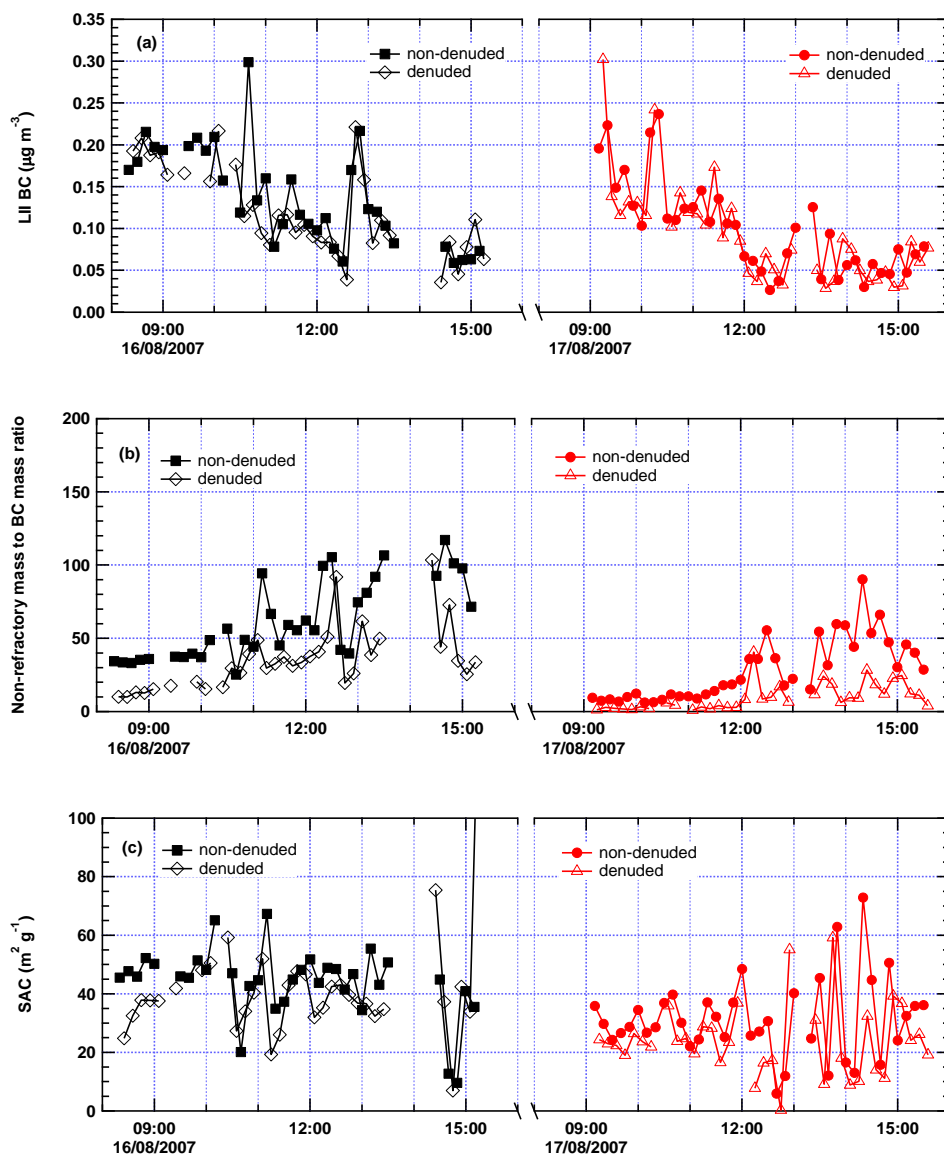 LII BC (µg m⁻³)
0.35
0.30
0.25
0.20
0.15
0.10
0.05
0.00
(a)
non-denuded
denuded
non-denuded
denuded
09:00 12:00 15:00 09:00 12:00 15:00
16/08/2007 17/08/2007
Non-refractory mass to BC mass ratio
200
150
100
50
0
(b)
non-denuded
denuded
non-denuded
denuded
09:00 12:00 15:00 09:00 12:00 15:00
16/08/2007 17/08/2007
SAC (m² g⁻¹)
100
80
60
40
20
0
(c)
non-denuded
denuded
non-denuded
denuded
09:00 12:00 15:00 09:00 12:00 15:00
16/08/2007 17/08/2007